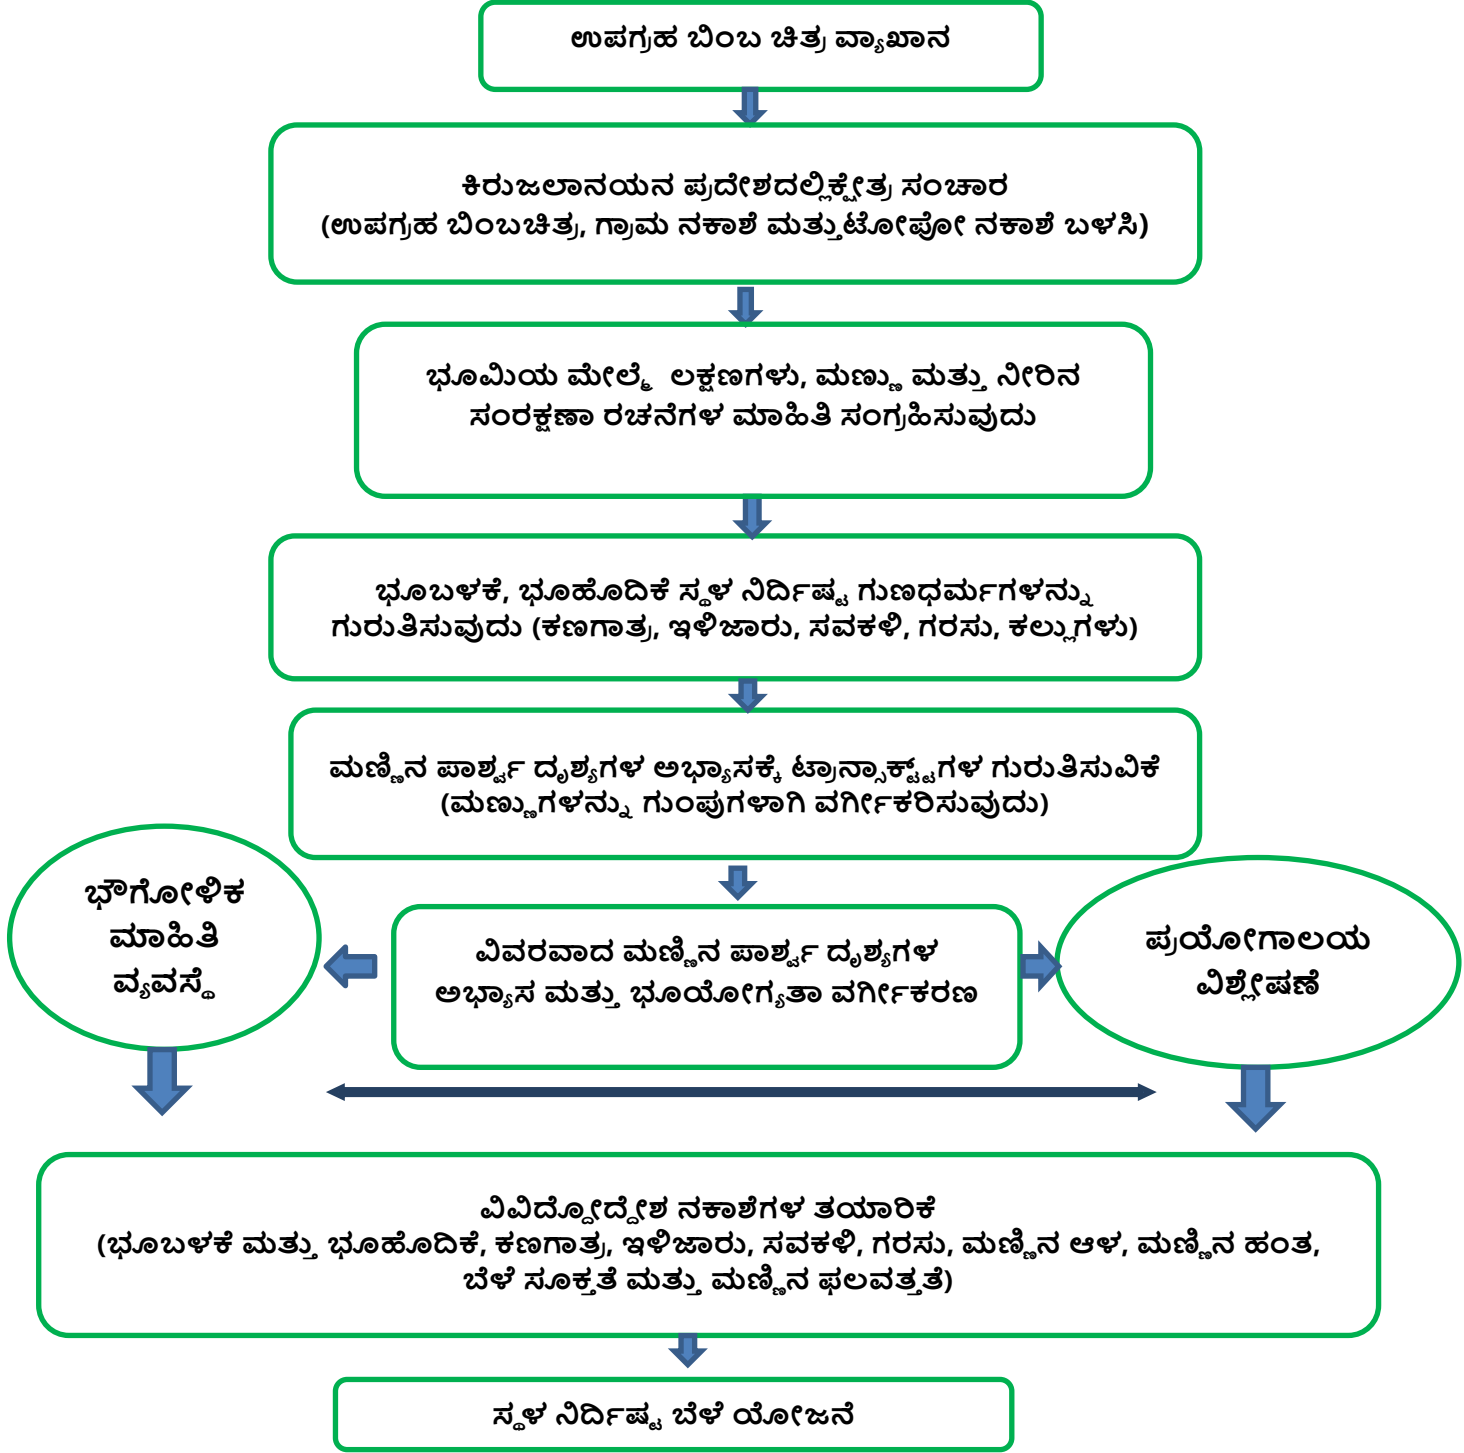 ಉಪಗ್ರಹ ಬಿಂಬ ಚಿತ್ರ ವ್ಯಾಖಾನ
ಕಿರುಜಲಾನಯನ ಪ್ರದೇಶದಲ್ಲಿಕ್ಷೇತ್ರ ಸಂಚಾರ
(ಉಪಗ್ರಹ ಬಿಂಬಚಿತ್ರ, ಗ್ರಾಮ ನಕಾಶೆ ಮತ್ತುಟೋಪೋ ನಕಾಶೆ ಬಳಸಿ)
ಭೂಮಿಯ ಮೇಲ್ಮೈ ಲಕ್ಷಣಗಳು, ಮಣ್ಣು ಮತ್ತು ನೀರಿನ
ಸಂರಕ್ಷಣಾ ರಚನೆಗಳ ಮಾಹಿತಿ ಸಂಗ್ರಹಿಸುವುದು
ಭೂಬಳಕೆ, ಭೂಹೊದಿಕೆ ಸ್ಥಳ ನಿರ್ದಿಷ್ಟ ಗುಣಧರ್ಮಗಳನ್ನು
ಗುರುತಿಸುವುದು (ಕಣಗಾತ್ರ, ಇಳಿಜಾರು, ಸವಕಳಿ, ಗರಸು, ಕಲ್ಲುಗಳು)
ಮಣ್ಣಿನ ಪಾರ್ಶ್ವ ದೃಶ್ಯಗಳ ಅಭ್ಯಾಸಕ್ಕೆ ಟ್ರಾನ್ಸಾಕ್ಟ್‌ಗಳ ಗುರುತಿಸುವಿಕೆ
(ಮಣ್ಣುಗಳನ್ನು ಗುಂಪುಗಳಾಗಿ ವರ್ಗೀಕರಿಸುವುದು)
ಭೌಗೋಳಿಕ
ಮಾಹಿತಿ
ವ್ಯವಸ್ಥೆ
ವಿವರವಾದ ಮಣ್ಣಿನ ಪಾರ್ಶ್ವ ದೃಶ್ಯಗಳ
ಅಭ್ಯಾಸ ಮತ್ತು ಭೂಯೋಗ್ಯತಾ ವರ್ಗೀಕರಣ
ಪ್ರಯೋಗಾಲಯ
ವಿಶ್ಲೇಷಣೆ
ವಿವಿದ್ದೋದ್ದೇಶ ನಕಾಶೆಗಳ ತಯಾರಿಕೆ
(ಭೂಬಳಕೆ ಮತ್ತು ಭೂಹೊದಿಕೆ, ಕಣಗಾತ್ರ, ಇಳಿಜಾರು, ಸವಕಳಿ, ಗರಸು, ಮಣ್ಣಿನ ಆಳ, ಮಣ್ಣಿನ ಹಂತ,
ಬೆಳೆ ಸೂಕ್ತತೆ ಮತ್ತು ಮಣ್ಣಿನ ಫಲವತ್ತತೆ)
ಸ್ಥಳ ನಿರ್ದಿಷ್ಟ ಬೆಳೆ ಯೋಜನೆ